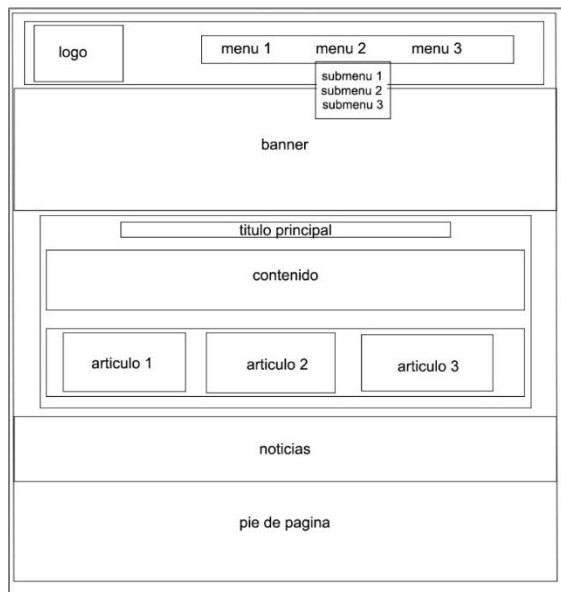 logo
menu 1 menu 2 menu 3
submenu 1
submenu 2
submenu 3
banner
titulo principal
contenido
articulo 1 articulo 2 articulo 3
noticias
pie de pagina